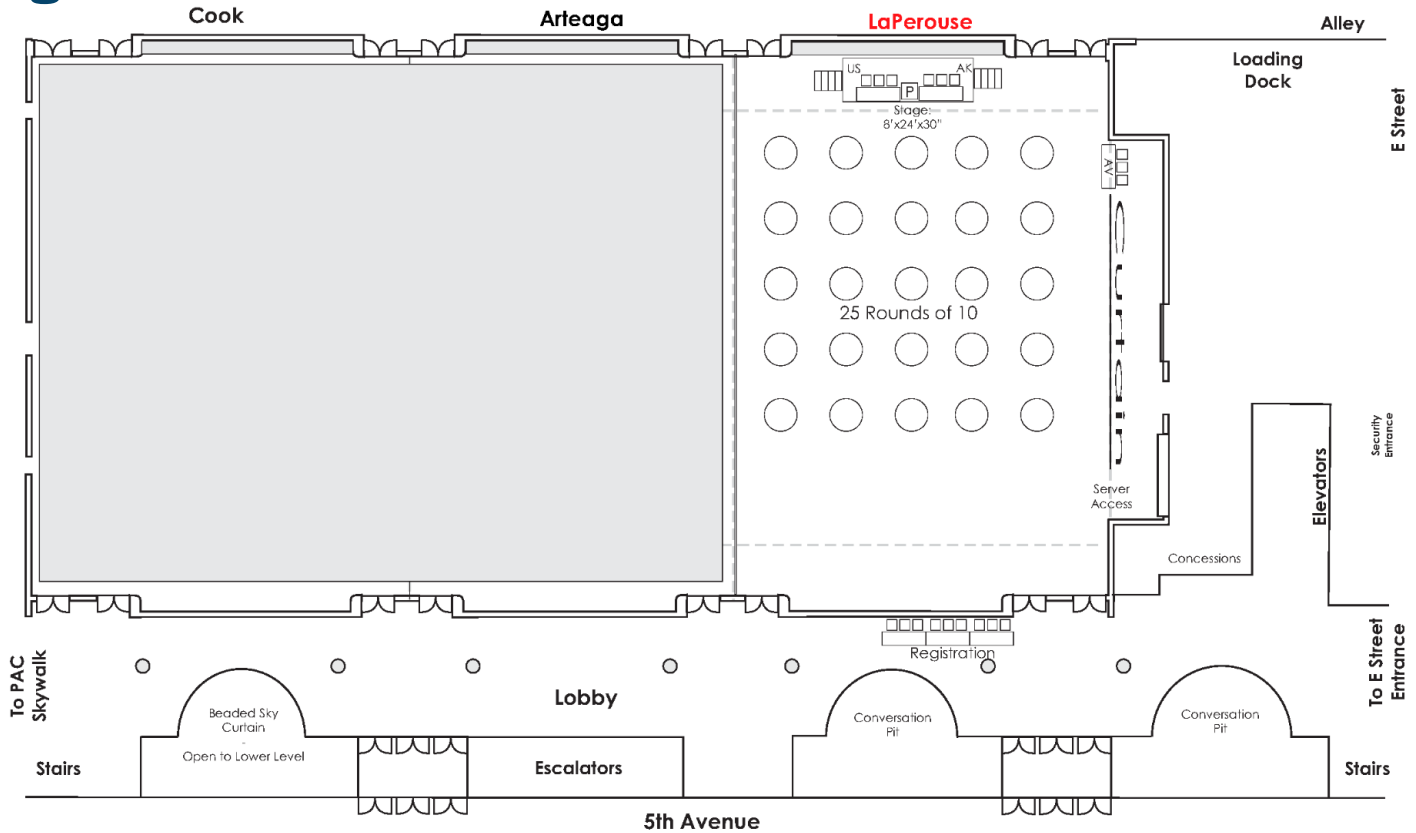 Cook
Arteaga
LaPerouse
Alley
Loading
Dock
E Street
US
AK
P
Stage:
8'x24'x30"
AV
25 Rounds of 10
Server
Access
Security
Entrance
Elevators
Concessions
Registration
To PAC
Skywalk
Lobby
To E Street
Entrance
Beaded Sky
Curtain
-
Open to Lower Level
Conversation
Pit
Conversation
Pit
Stairs
Escalators
Stairs
5th Avenue